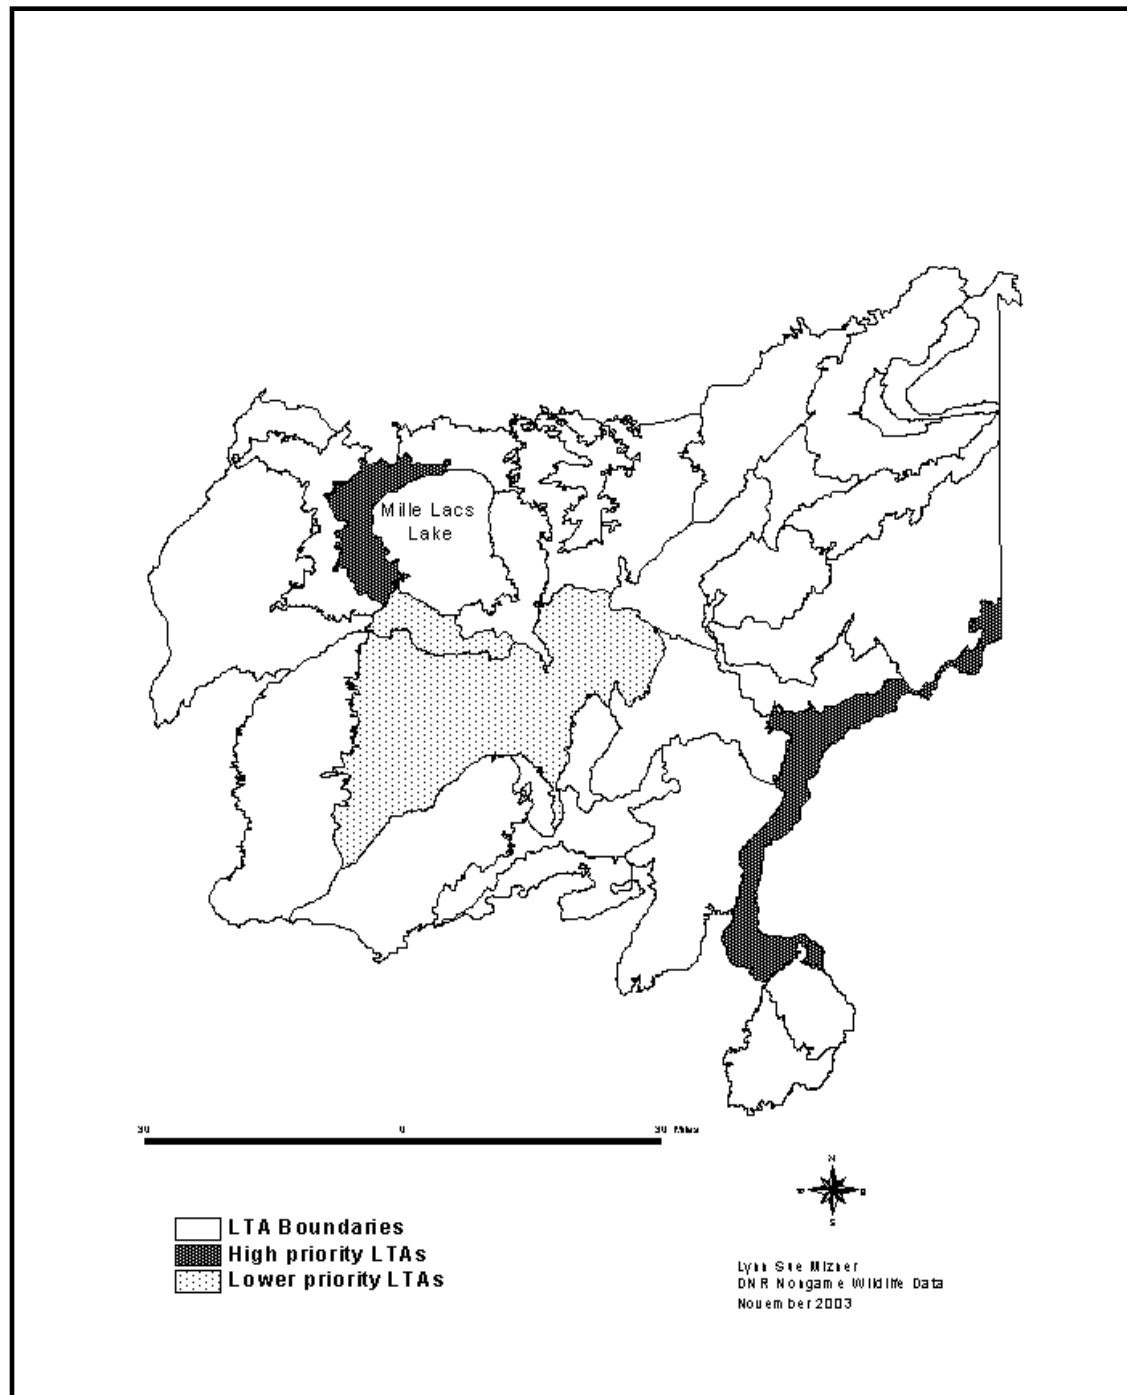 Mille Lacs
Lake
30 0 30 Miles
N
W E
S
LTA Boundaries
High priority LTAs
Lower priority LTAs
Lynn Sue Mizner
DNR Nongame Wildlife Data
November 2003